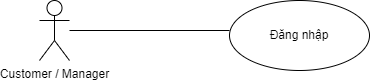 Đăng nhập
Customer / Manager